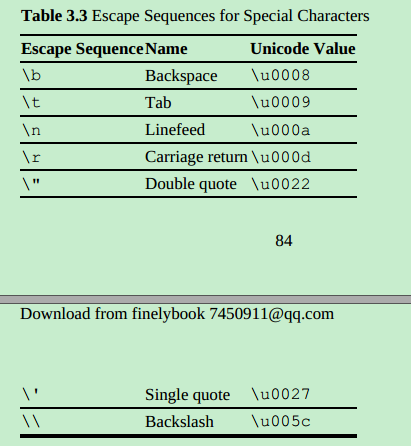 Table 3.3 Escape Sequences for Special Characters
Escape Sequence Name Unicode Value
\b Backspace \u0008
\t Tab \u0009
\n Linefeed \u000a
\r Carriage return \u000d
\" Double quote \u0022
84
Download from finelybook 7450911@qq.com
\' Single quote \u0027
\\ Backslash \u005c